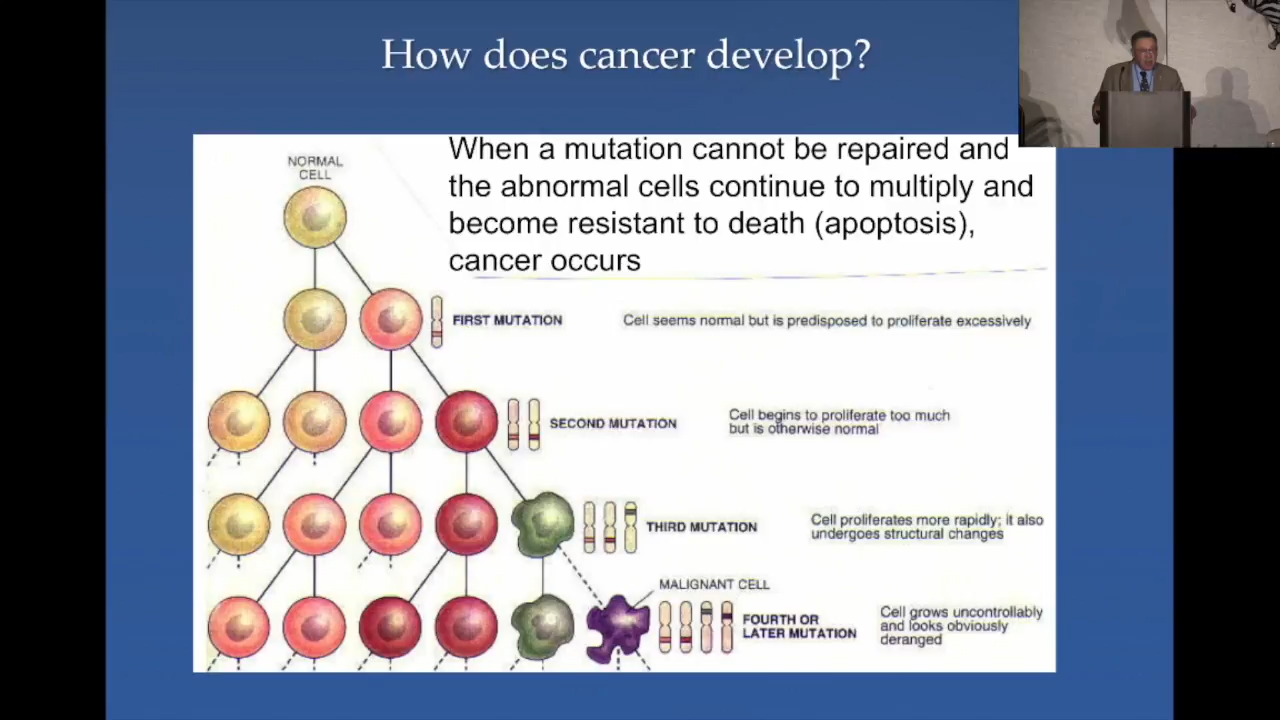 How does cancer develop?
When a mutation cannot be repaired and
the abnormal cells continue to multiply and
become resistant to death (apoptosis),
cancer occurs
NORMAL
CELL
FIRST MUTATION
Cell seems normal but is predisposed to proliferate excessively
SECOND MUTATION
Cell begins to proliferate too much
but is otherwise normal
THIRD MUTATION
Cell proliferates more rapidly; it also
undergoes structural changes
MALIGNANT CELL
FOURTH OR
LATER MUTATION
Cell grows uncontrollably
and looks obviously
deranged